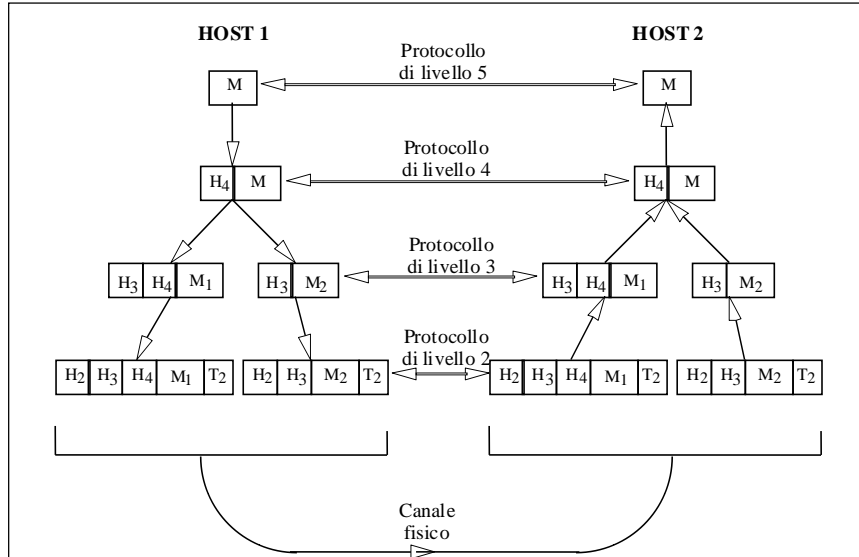 HOST 1
Protocollo
di livello 5
HOST 2
M
M
Protocollo
di livello 4
H4 M
H4 M
Protocollo
di livello 3
H3 H4 M1
H3 M2
H3 H4 M1
H3 M2
Protocollo
di livello 2
H2 H3 H4 M1 T2
H2 H3 M2 T2
H2 H3 H4 M1 T2
H2 H3 M2 T2
Canale
fisico